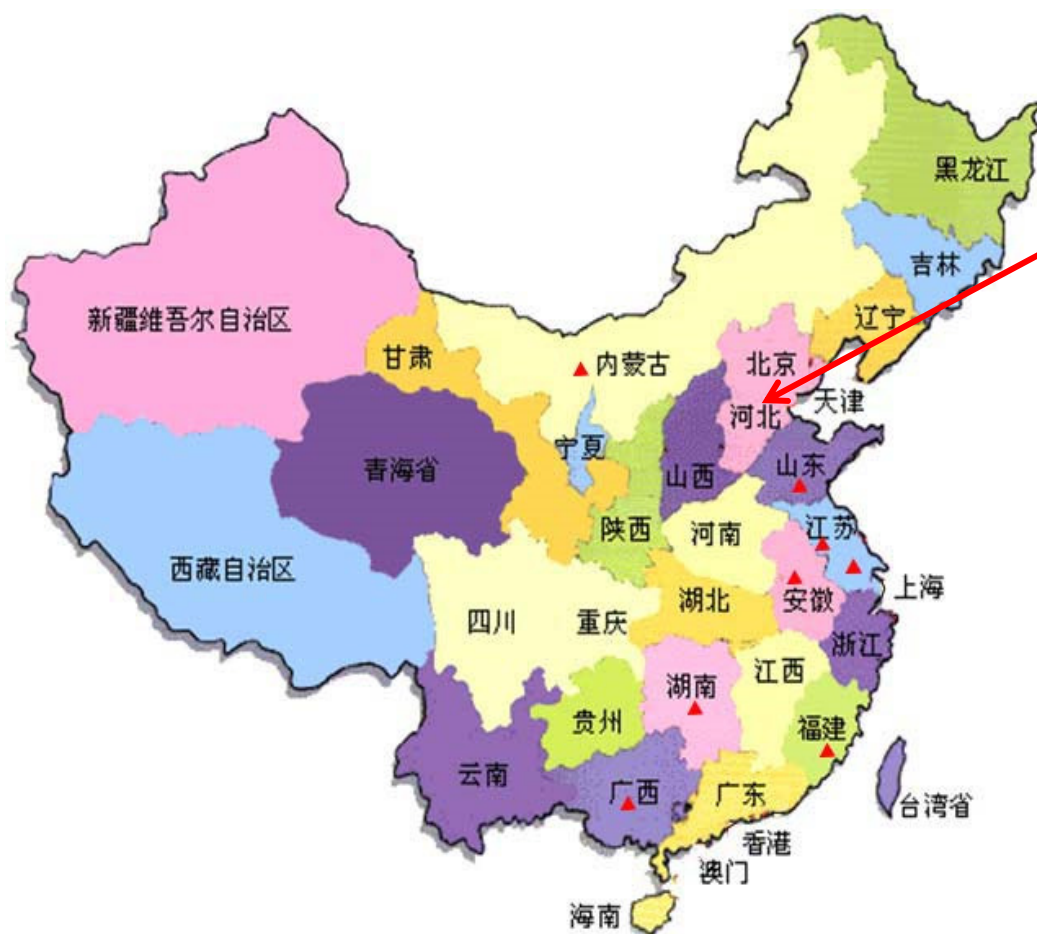 黑龙江
吉林
辽宁
新疆维吾尔自治区
甘肃
内蒙古
北京
天津
河北
宁夏
山西
山东
青海省
陕西
河南
江苏
西藏自治区
上海
安徽
湖北
四川
重庆
浙江
江西
湖南
贵州
福建
云南
广西
广东
台湾省
香港
澳门
海南